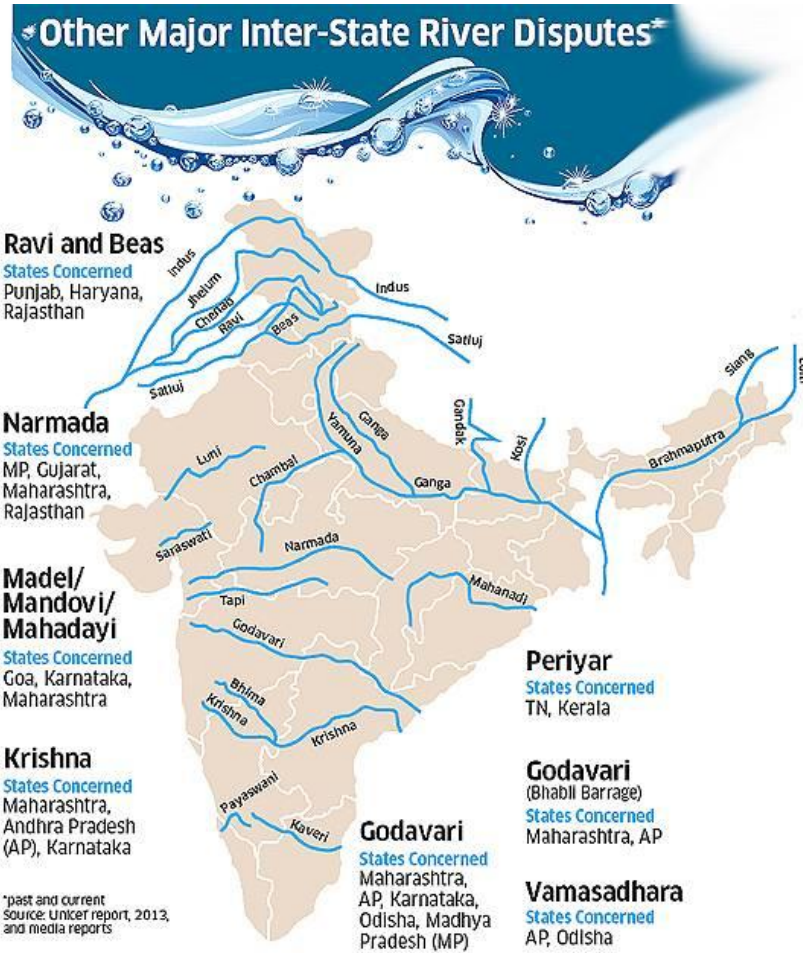 *Other Major Inter-State River Disputes*
Ravi and Beas
States Concerned
Punjab, Haryana,
Rajasthan
Narmada
States Concerned
MP, Gujarat,
Maharashtra,
Rajasthan
Madel/
Mandovi/
Mahadayi
States Concerned
Goa, Karnataka,
Maharashtra
Krishna
States Concerned
Maharashtra,
Andhra Pradesh
(AP), Karnataka
*past and current
Source: Unicef report, 2013,
and media reports
Indus
Jhelum
Chenab
Ravi
Beas
Indus
Satluj
Satluj
Luni
Chambal
Yamuna
Ganga
Gandak
Kosi
Ganga
Siang
Brahmaputra
Saraswati
Narmada
Tapi
Mahanadi
Godavari
Bhima
Krishna
Krishna
Payaswani
Kaveri
Godavari
States Concerned
Maharashtra,
AP, Karnataka,
Odisha, Madhya
Pradesh (MP)
Periyar
States Concerned
TN, Kerala
Godavari
(Bhabli Barrage)
States Concerned
Maharashtra, AP
Vamasadhara
States Concerned
AP, Odisha